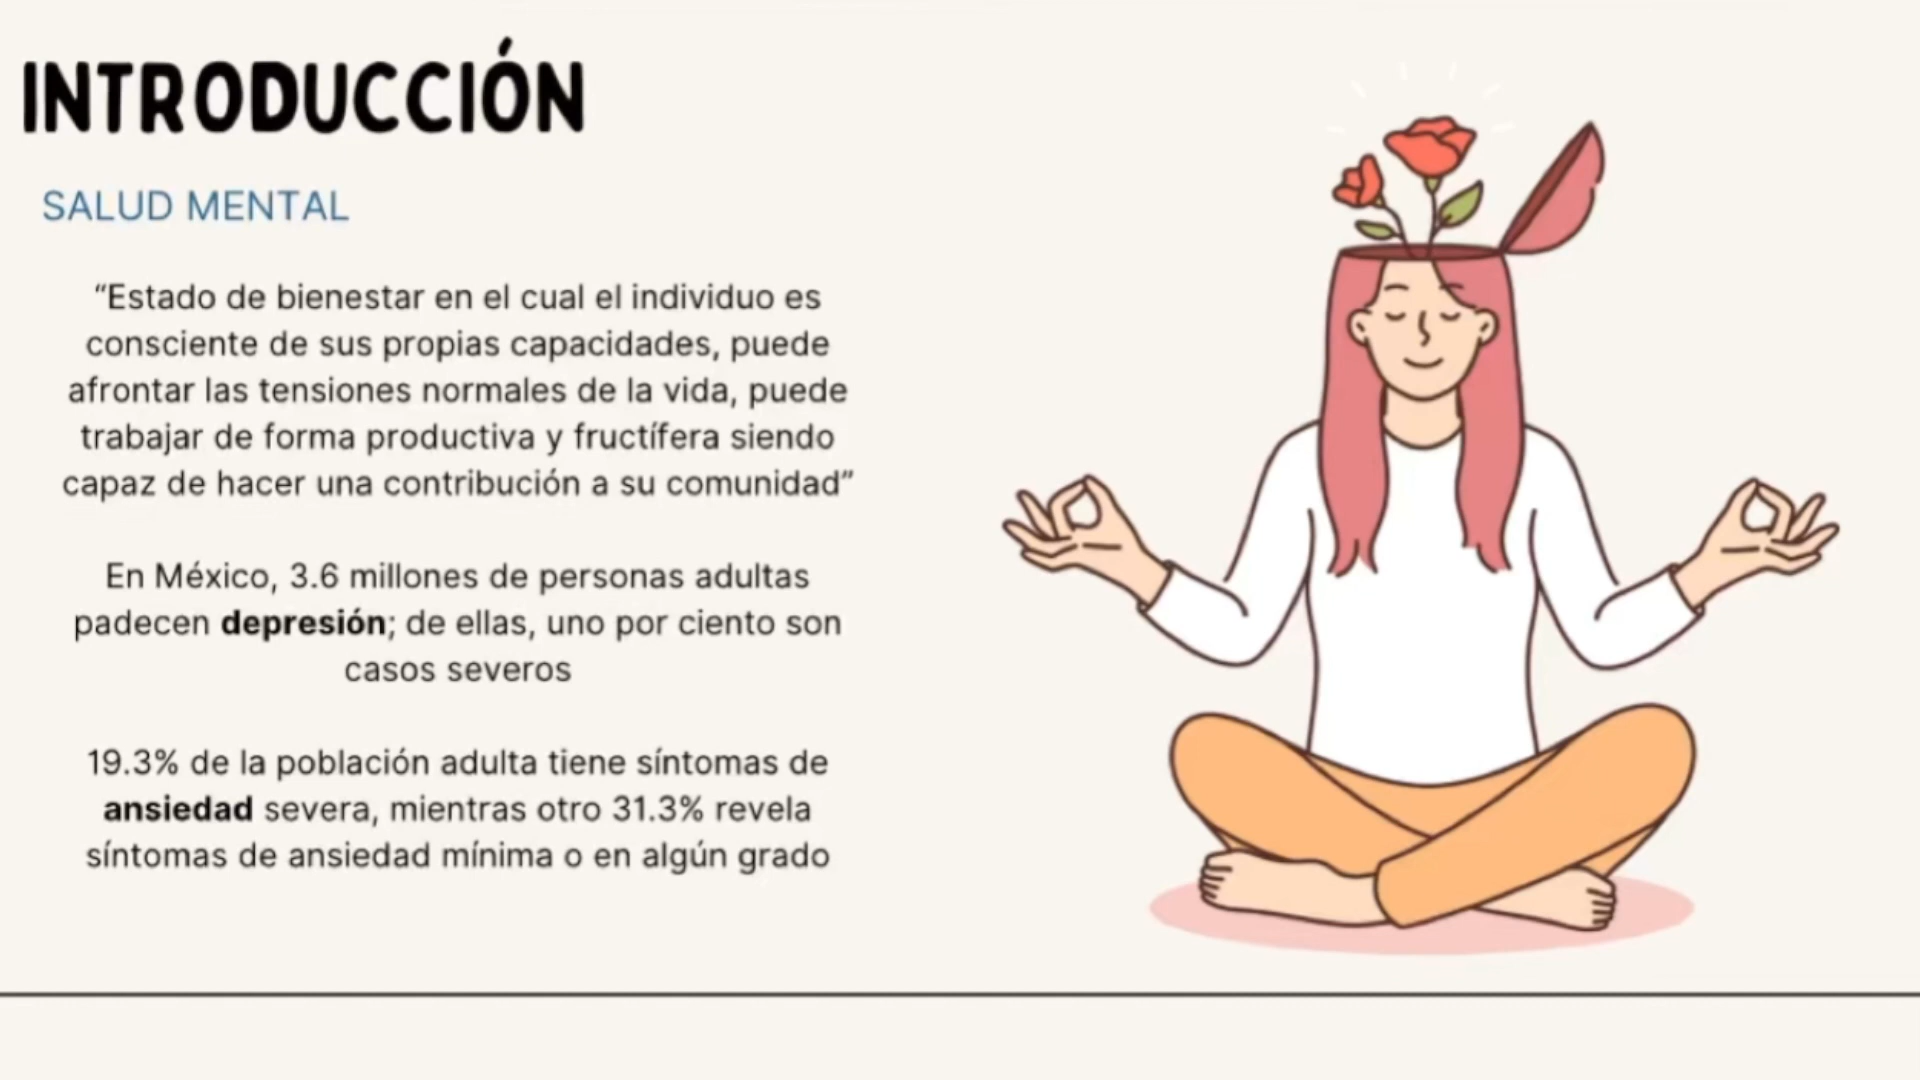 INTRODUCCIÓN
SALUD MENTAL
“Estado de bienestar en el cual el individuo es
consciente de sus propias capacidades, puede
afrontar las tensiones normales de la vida, puede
trabajar de forma productiva y fructífera siendo
capaz de hacer una contribución a su comunidad”
En México, 3.6 millones de personas adultas
padecen depresión; de ellas, uno por ciento son
casos severos
19.3% de la población adulta tiene síntomas de
ansiedad severa, mientras otro 31.3% revela
síntomas de ansiedad mínima o en algún grado